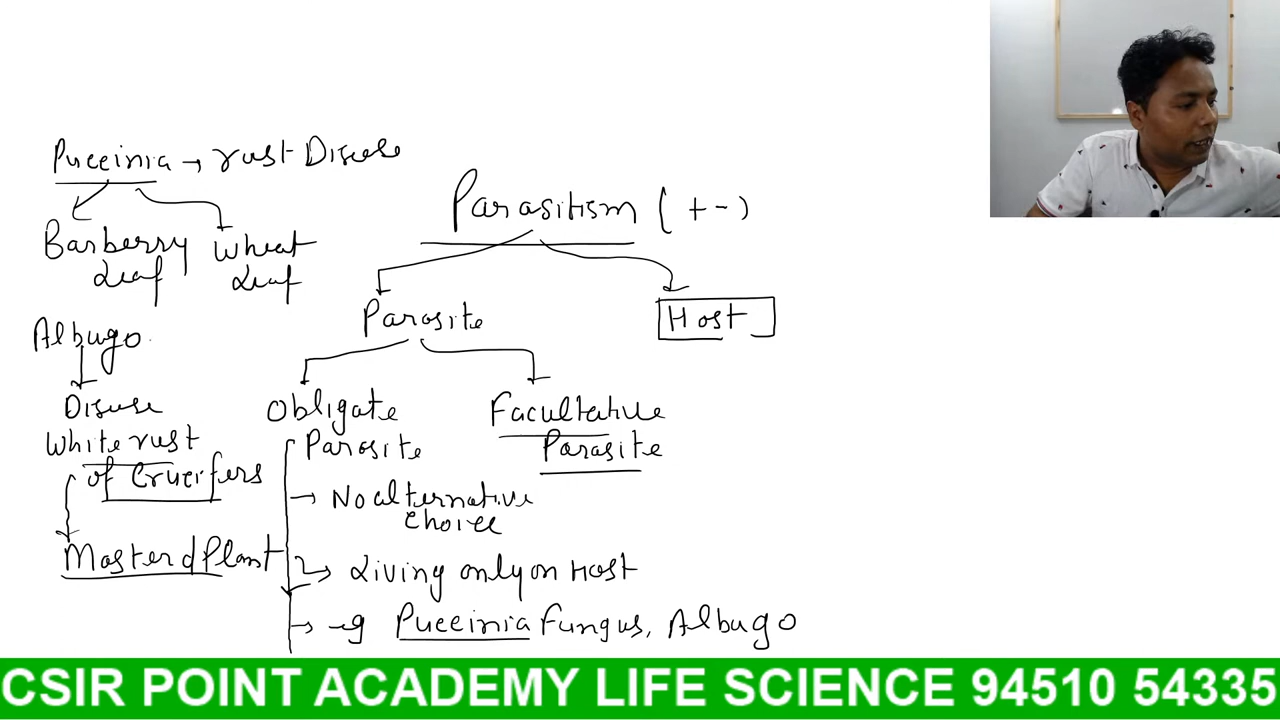 Puccinia → rust Disease
Barberry Leaf
Wheat Leaf
Albugo
Disease
White rust
of Crucifers
Masterd Plant
Parasitism (+ -)
Parasite
Host
Obligate
Parasite
Facultative
Parasite
→ No alternative
choice
→ Living only on Host
→ eg Puccinia Fungus, Albugo
CSIR POINT ACADEMY LIFE SCIENCE 94510 54335